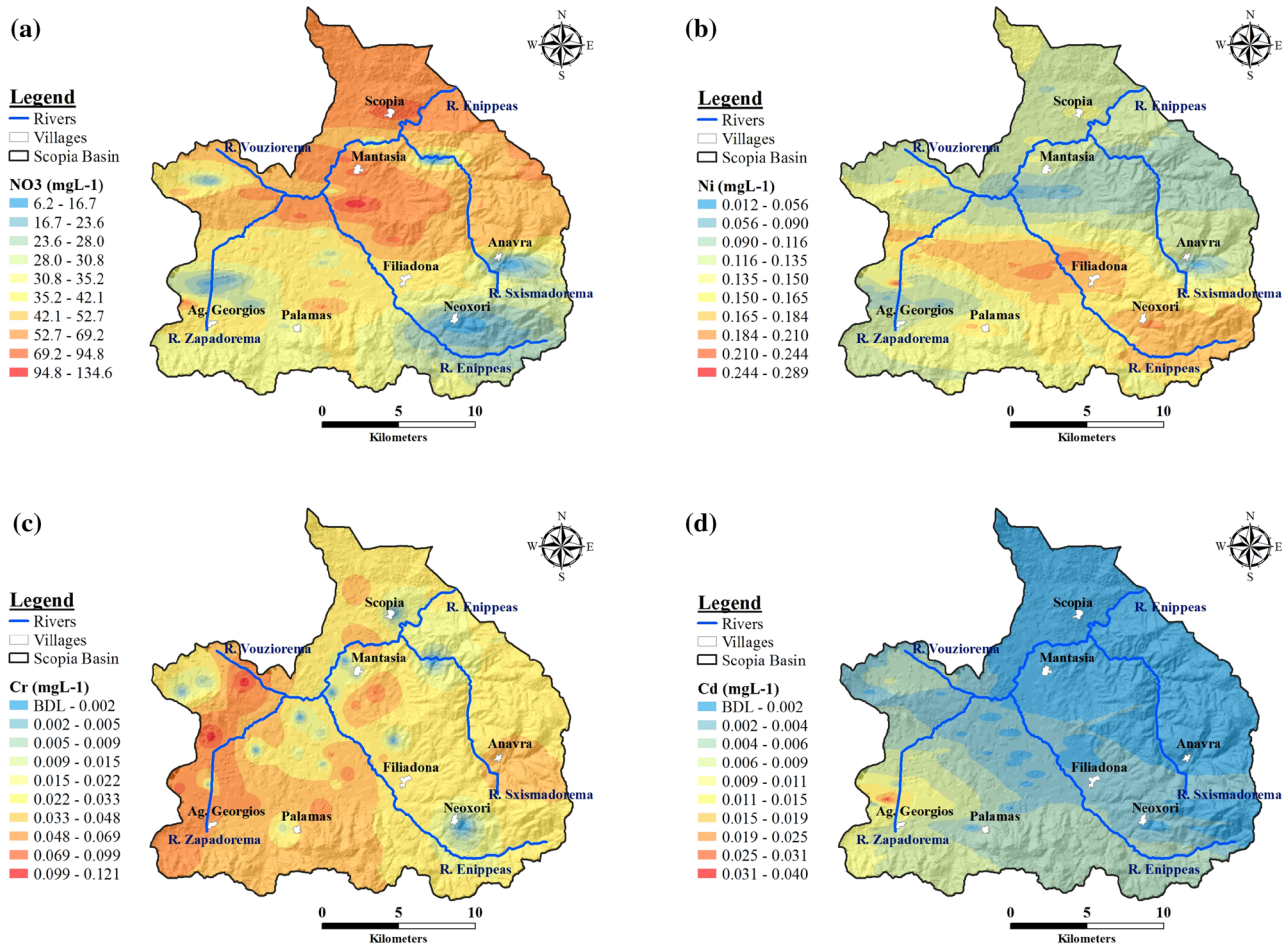 (a)
N
W E
S
Legend
Rivers
Villages
Scopia Basin
NO3 (mgL-1)
6.2 - 16.7
16.7 - 23.6
23.6 - 28.0
28.0 - 30.8
30.8 - 35.2
35.2 - 42.1
42.1 - 52.7
52.7 - 69.2
69.2 - 94.8
94.8 - 134.6
Scopia
R. Enippeas
R. Vouziorema
Mantasia
Anavra
Filiadona
R. Sxismadorema
Ag. Georgios
Palamas
Neoxori
R. Zapadorema
R. Enippeas
0 5 10
Kilometers
(b)
N
W E
S
Legend
Rivers
Villages
Scopia Basin
Ni (mgL-1)
0.012 - 0.056
0.056 - 0.090
0.090 - 0.116
0.116 - 0.135
0.135 - 0.150
0.150 - 0.165
0.165 - 0.184
0.184 - 0.210
0.210 - 0.244
0.244 - 0.289
Scopia
R. Enippeas
R. Vouziorema
Mantasia
Anavra
Filiadona
R. Sxismadorema
Ag. Georgios
Palamas
Neoxori
R. Zapadorema
R. Enippeas
0 5 10
Kilometers
(c)
N
W E
S
Legend
Rivers
Villages
Scopia Basin
Cr (mgL-1)
BDL - 0.002
0.002 - 0.005
0.005 - 0.009
0.009 - 0.015
0.015 - 0.022
0.022 - 0.033
0.033 - 0.048
0.048 - 0.069
0.069 - 0.099
0.099 - 0.121
Scopia
R. Enippeas
R. Vouziorema
Mantasia
Anavra
Filiadona
R. Sxismadorema
Ag. Georgios
Palamas
Neoxori
R. Zapadorema
R. Enippeas
0 5 10
Kilometers
(d)
N
W E
S
Legend
Rivers
Villages
Scopia Basin
Cd (mgL-1)
BDL - 0.002
0.002 - 0.004
0.004 - 0.006
0.006 - 0.009
0.009 - 0.011
0.011 - 0.015
0.015 - 0.019
0.019 - 0.025
0.025 - 0.031
0.031 - 0.040
Scopia
R. Enippeas
R. Vouziorema
Mantasia
Anavra
Filiadona
R. Sxismadorema
Ag. Georgios
Palamas
Neoxori
R. Zapadorema
R. Enippeas
0 5 10
Kilometers